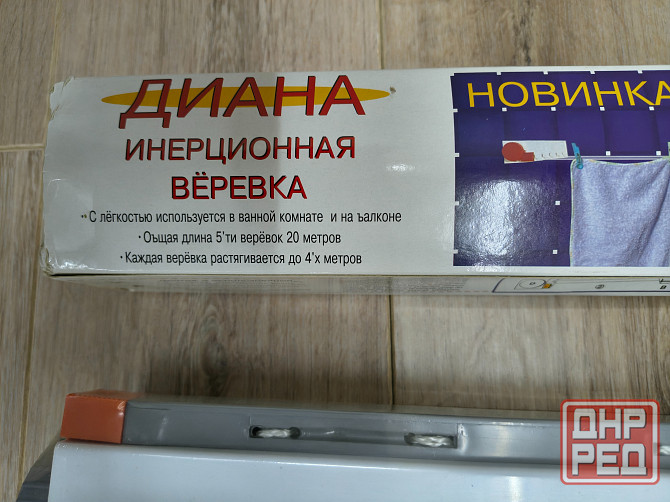 ДИАНА
ИНЕРЦИОННАЯ
ВЁРЕВКА
• С лёгкостью используется в ванной комнате и на ъалконе
• Оъщая длина 5'ти верёвок 20 метров
• Каждая верёвка растягивается до 4'х метров
НОВИНКА
ДНР
РЕД